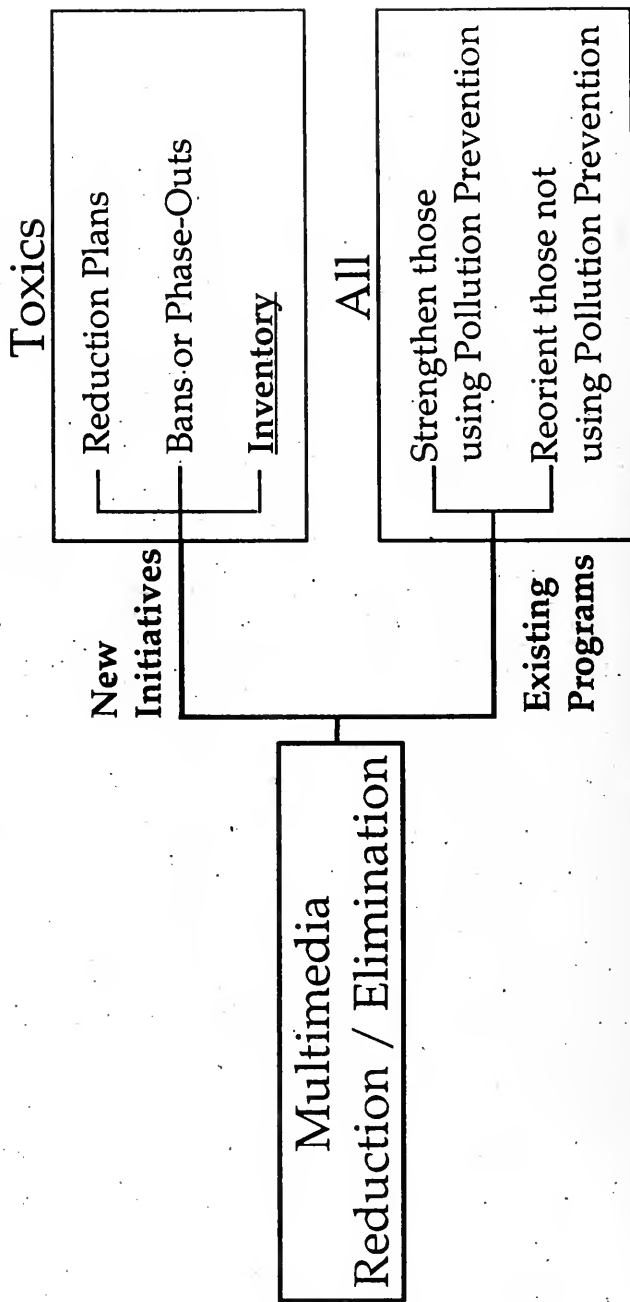 Multimedia
Reduction / Elimination
New
Initiatives
Toxics
Reduction Plans
Bans or Phase-Outs
Inventory
Existing
Programs
All
Strengthen those
using Pollution Prevention
Reorient those not
using Pollution Prevention